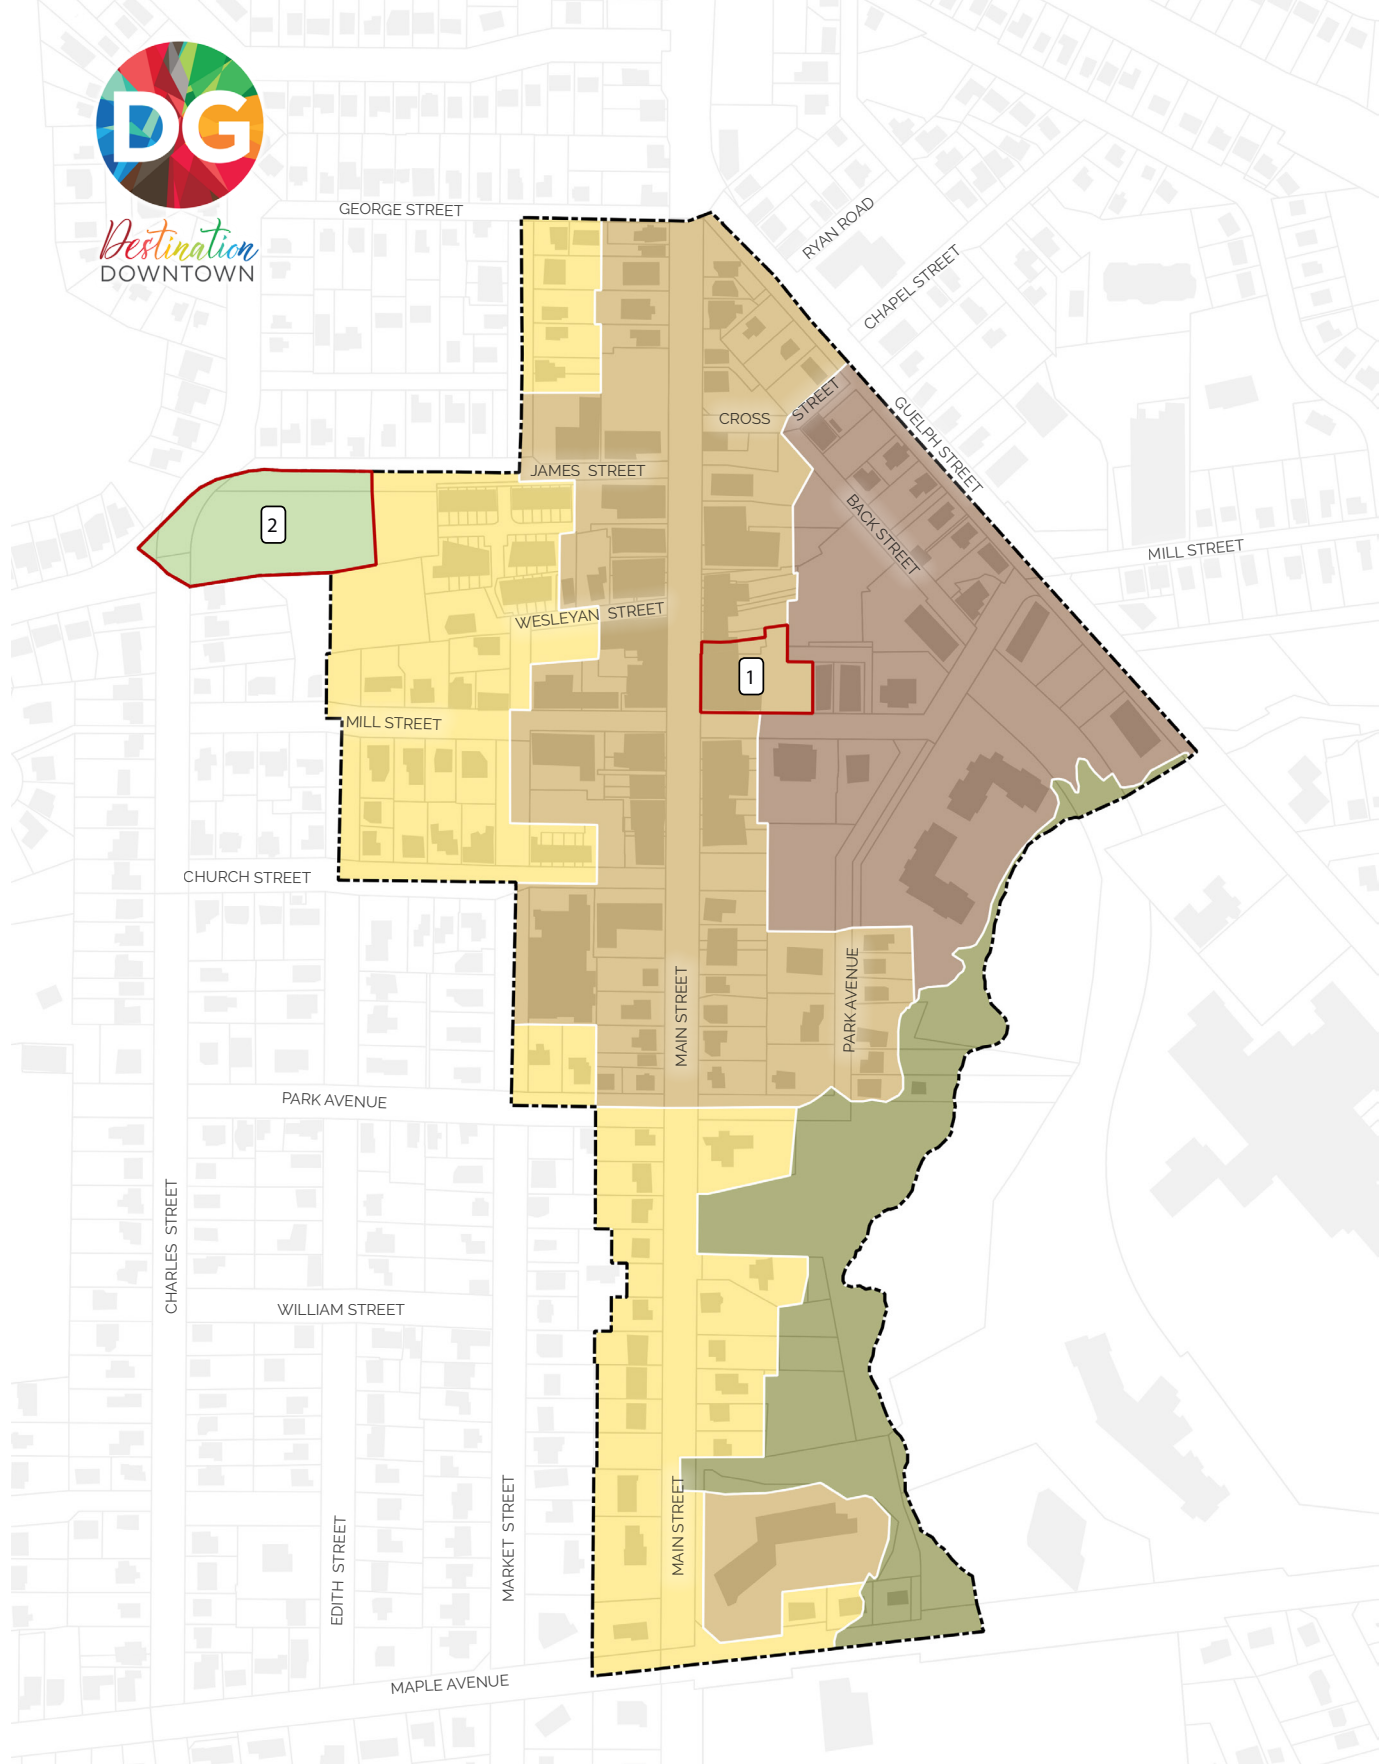 DG
Destination
DOWNTOWN
GEORGE STREET
RYAN ROAD
CHAPEL STREET
CROSS STREET
GUELPH STREET
JAMES STREET
BACK STREET
2
MILL STREET
WESLEYAN STREET
1
MILL STREET
CHURCH STREET
MAIN STREET
PARK AVENUE
PARK AVENUE
CHARLES STREET
WILLIAM STREET
EDITH STREET
MARKET STREET
MAIN STREET
MAPLE AVENUE